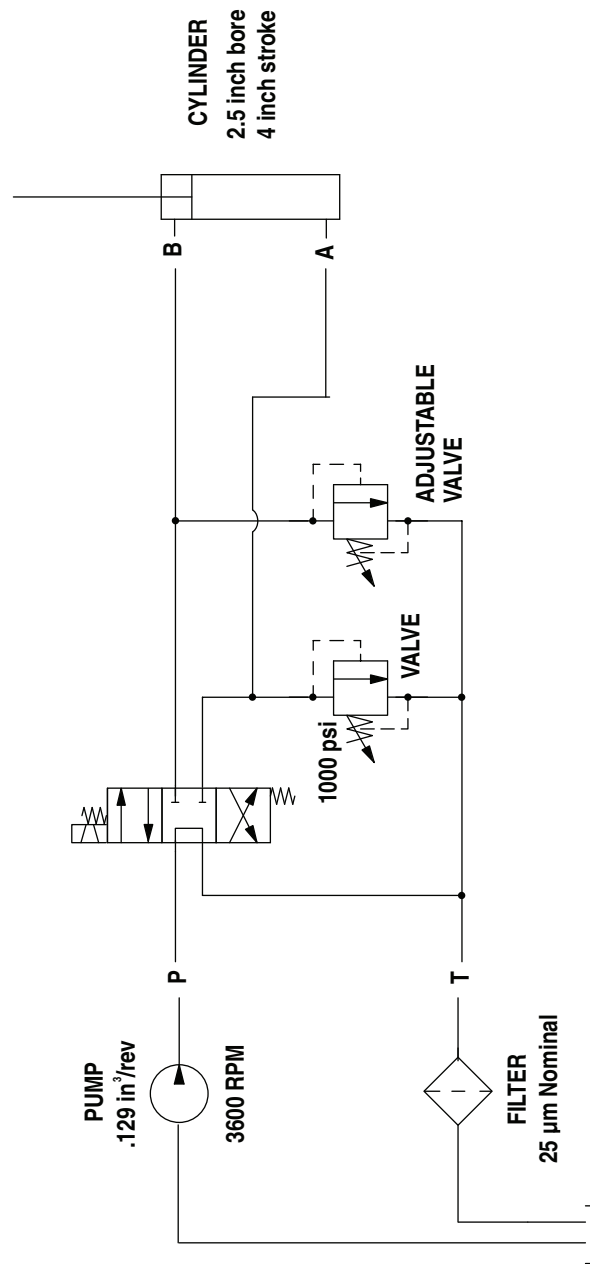 PUMP
.129 in³/rev
3600 RPM
P
T
FILTER
25 µm Nominal
1000 psi
VALVE
ADJUSTABLE
VALVE
B
A
CYLINDER
2.5 inch bore
4 inch stroke